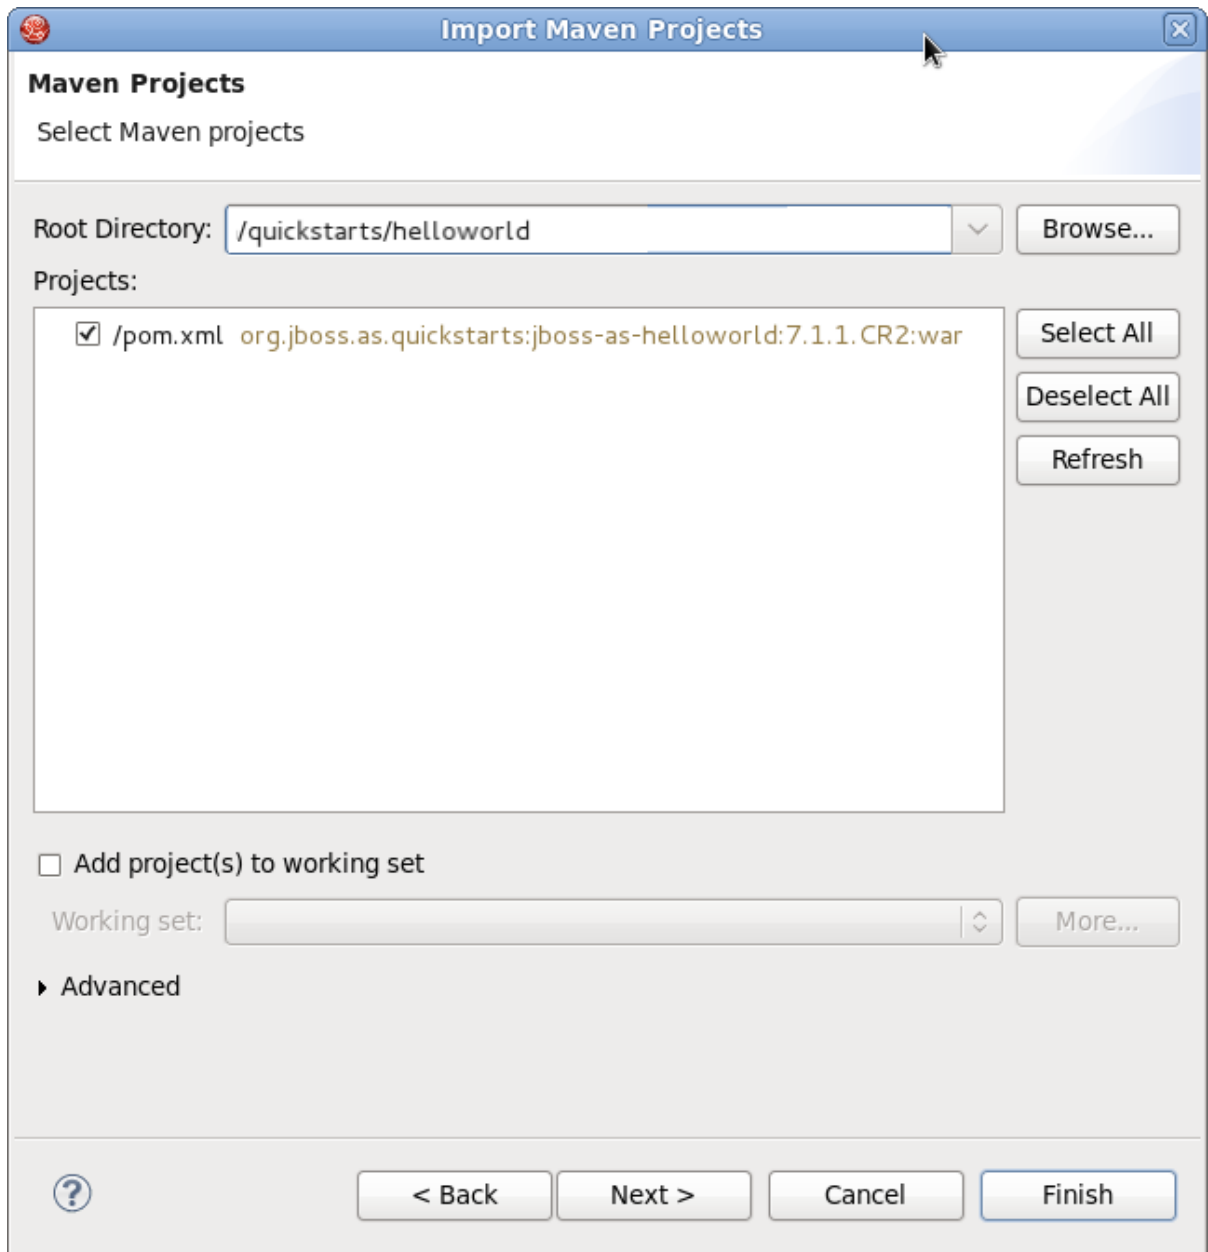 Import Maven Projects
Maven Projects
Select Maven projects
Root Directory: /quickstarts/helloworld Browse...
Projects:
/pom.xml org.jboss.as.quickstarts:jboss-as-helloworld:7.1.1.CR2:war
Select All
Deselect All
Refresh
Add project(s) to working set
Working set: More...
Advanced
? < Back Next > Cancel Finish